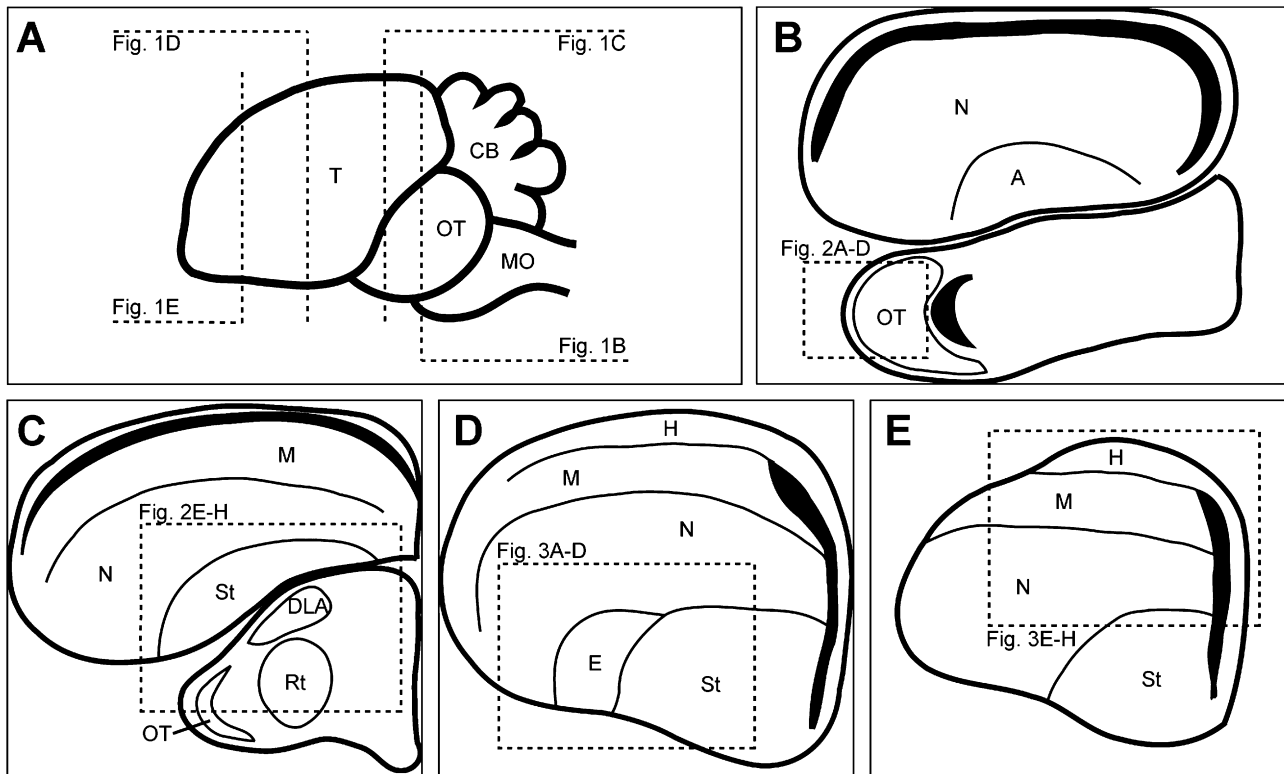 A
Fig. 1D
Fig. 1C
CB
T
OT
MO
Fig. 1E
Fig. 1B
B
N
A
Fig. 2A-D
OT
C
M
Fig. 2E-H
N
St
DLA
Rt
OT
D
H
M
N
Fig. 3A-D
E
St
E
H
M
N
Fig. 3E-H
St